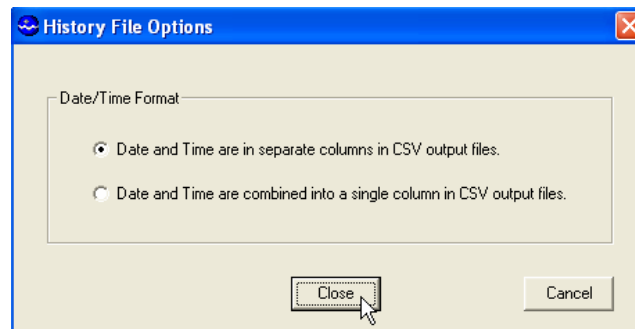 History File Options
Date/Time Format
Date and Time are in separate columns in CSV output files.
Date and Time are combined into a single column in CSV output files.
Close
Cancel